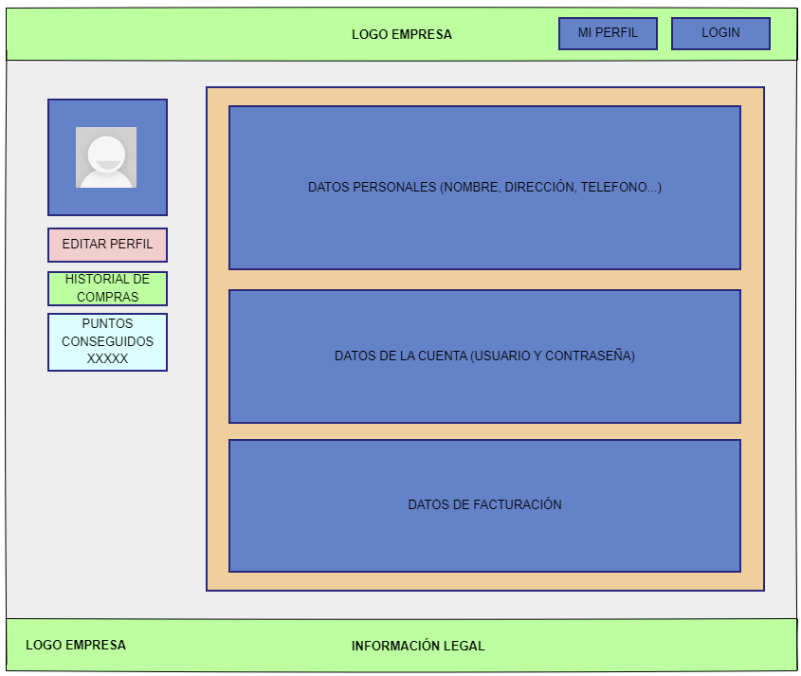 LOGO EMPRESA
MI PERFIL
LOGIN
EDITAR PERFIL
HISTORIAL DE
COMPRAS
PUNTOS
CONSEGUIDOS
XXXXX
DATOS PERSONALES (NOMBRE, DIRECCIÓN, TELEFONO...)
DATOS DE LA CUENTA (USUARIO Y CONTRASEÑA)
DATOS DE FACTURACIÓN
LOGO EMPRESA
INFORMACIÓN LEGAL